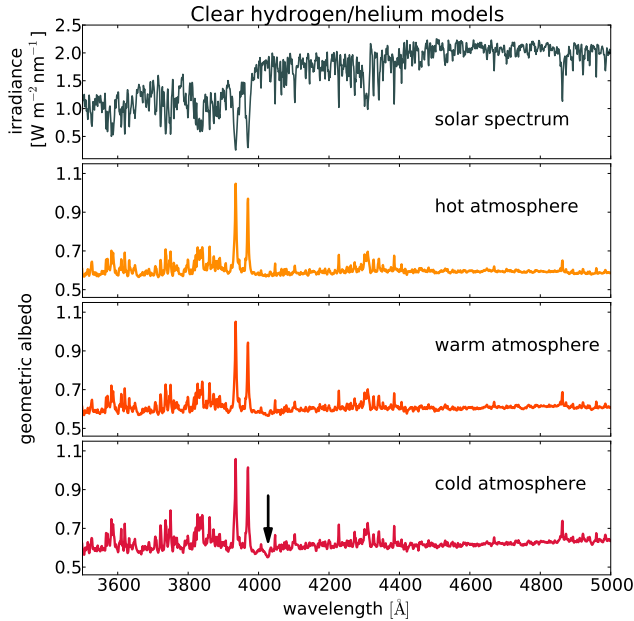 Clear hydrogen/helium models
irradiance
[W m−2 nm−1]
2.5
2.0
1.5
1.0
0.5
solar spectrum
geometric albedo
1.1
0.9
0.7
0.5
hot atmosphere
1.1
0.9
0.7
0.5
warm atmosphere
1.1
0.9
0.7
0.5
cold atmosphere
3600 3800 4000 4200 4400 4600 4800 5000
wavelength [Å]